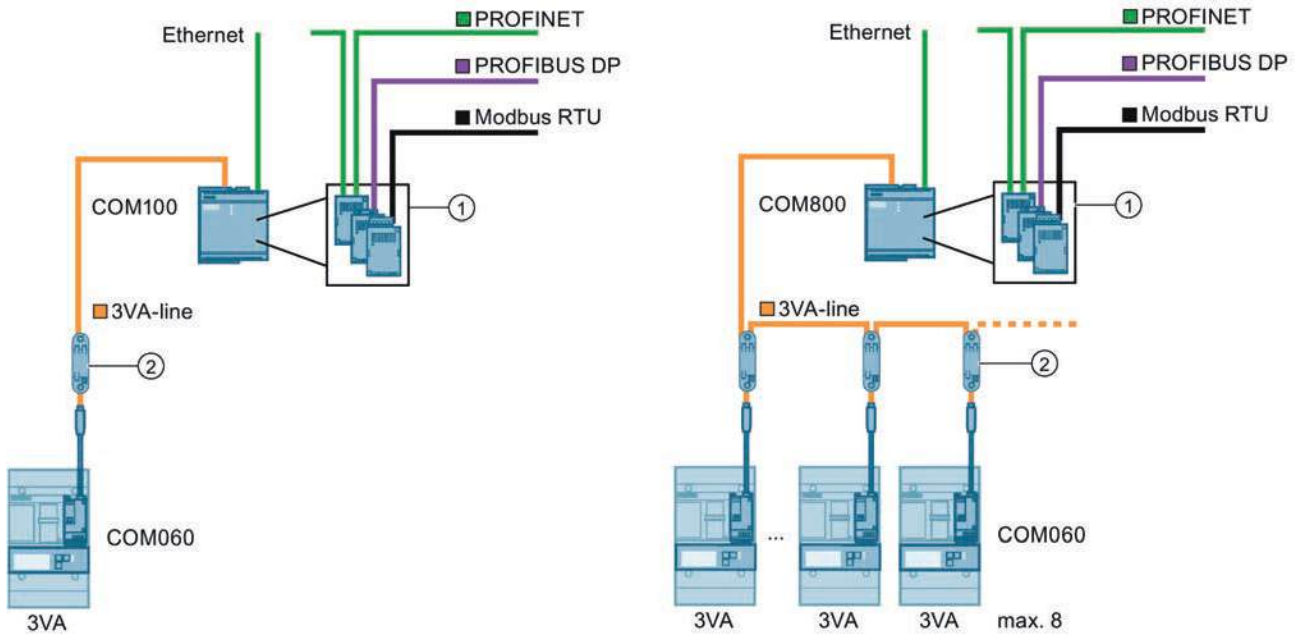 PROFINET
Ethernet
PROFIBUS DP
Modbus RTU
COM100
1
3VA-line
2
COM060
3VA
PROFINET
Ethernet
PROFIBUS DP
Modbus RTU
COM800
1
3VA-line
2
...
COM060
3VA
3VA
3VA
max. 8